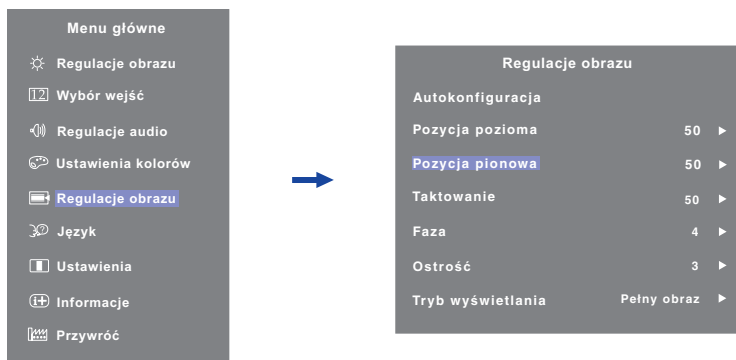 Menu główne
Regulacje obrazu
12 Wybór wejść
Regulacje audio
Ustawienia kolorów
Regulacje obrazu
Język
Ustawienia
Informacje
Przywróć
Regulacje obrazu
Autokonfiguracja
Pozycja pozioma 50
Pozycja pionowa 50
Taktowanie 50
Faza 4
Ostrość 3
Tryb wyświetlania Pełny obraz